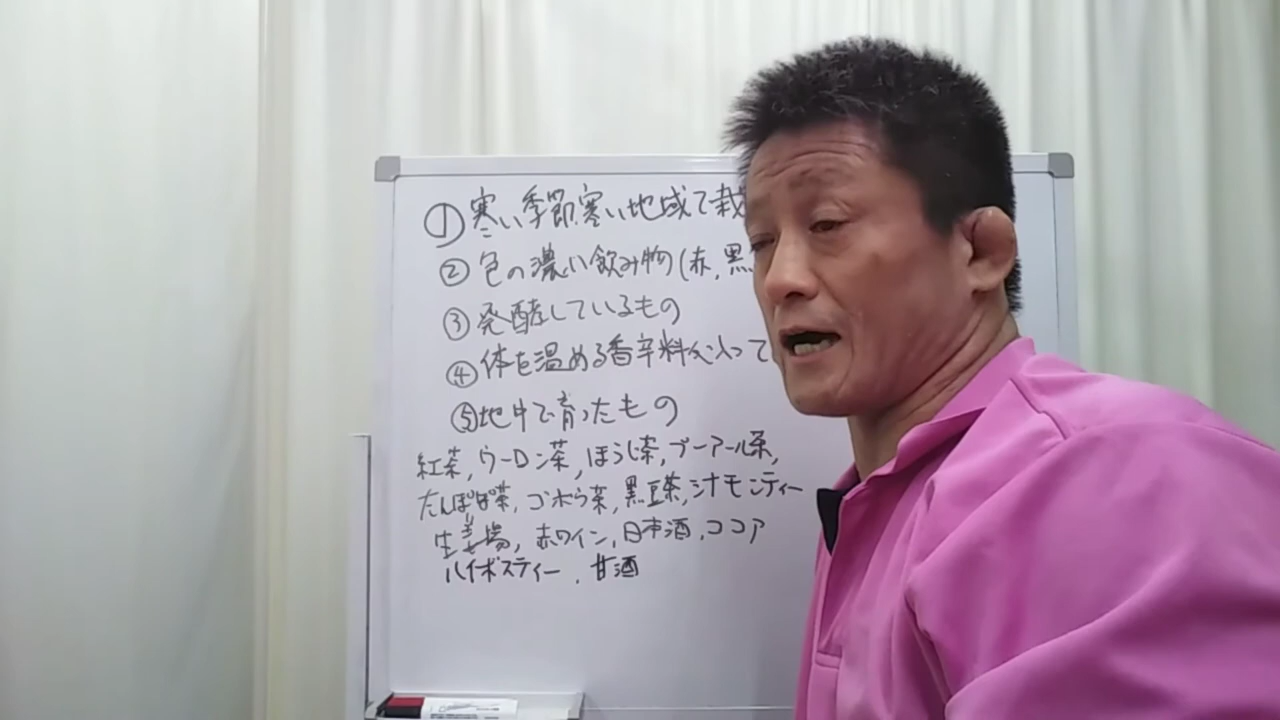 ①寒い季節、寒い地域で栽
②色の濃い飲み物(赤,黒
③発酵しているもの
④体を温める香辛料が入って
⑤地中で育ったもの
紅茶,ウーロン茶,ほうじ茶,プーアール茶,
たんぽぽ茶,ゴボウ茶,黒豆茶,シナモンティー
生姜湯,赤ワイン,日本酒,ココア
ルイボスティー,甘酒